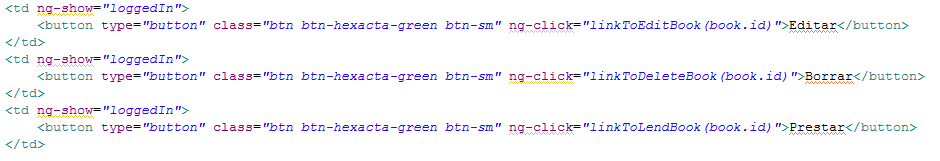 <td ng-show="loggedIn">
    <button type="button" class="btn btn-hexacta-green btn-sm" ng-click="linkToEditBook(book.id)">Editar</button>
</td>
<td ng-show="loggedIn">
    <button type="button" class="btn btn-hexacta-green btn-sm" ng-click="linkToDeleteBook(book.id)">Borrar</button>
</td>
<td ng-show="loggedIn">
    <button type="button" class="btn btn-hexacta-green btn-sm" ng-click="linkToLendBook(book.id)">Prestar</button>
</td>